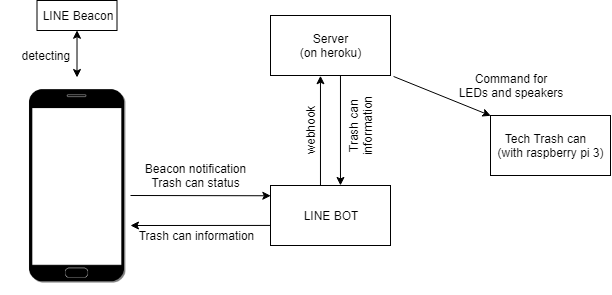 LINE Beacon
detecting
Server
(on heroku)
Command for
LEDs and speakers
webhook
Trash can
information
Tech Trash can
(with raspberry pi 3)
Beacon notification
Trash can status
LINE BOT
Trash can information